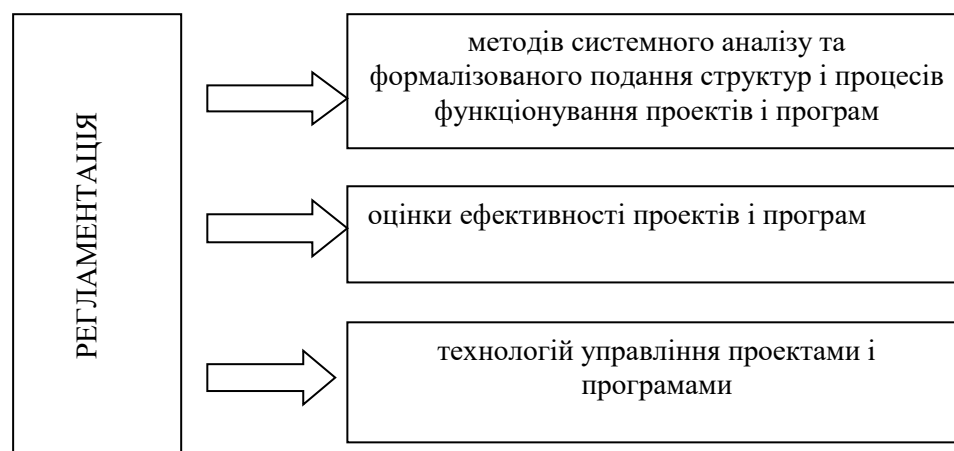 РЕГЛАМЕНТАЦІЯ
методів системного аналізу та
формалізованого подання структур і процесів
функціонування проектів і програм
оцінки ефективності проектів і програм
технологій управління проектами і
програмами